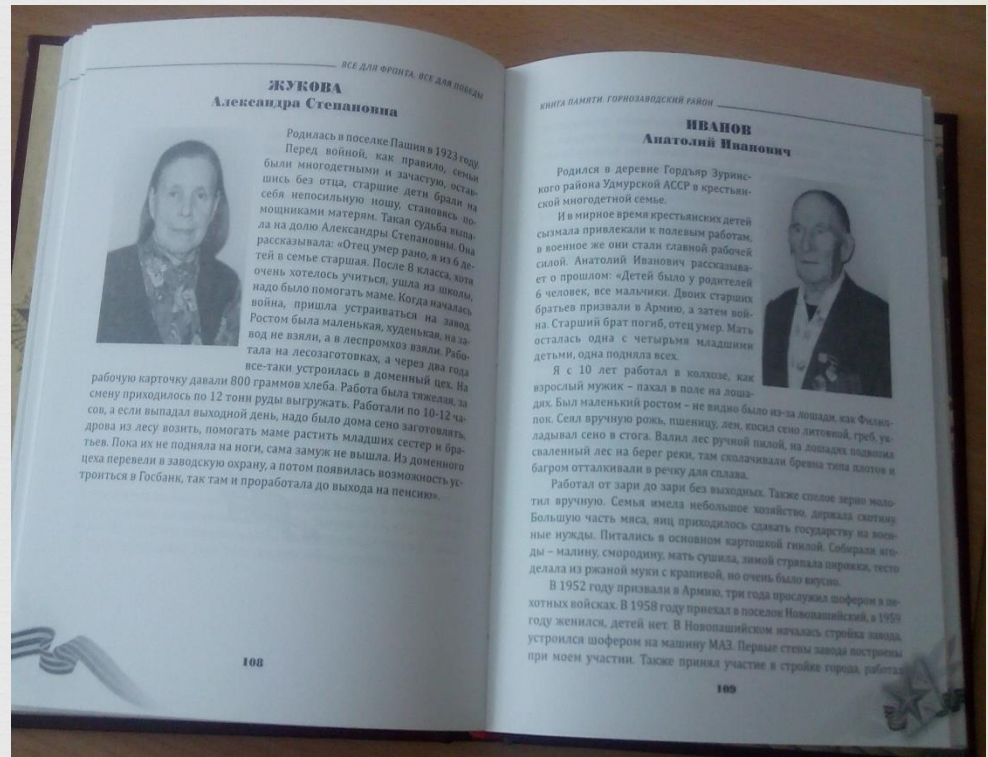 ВСЕ ДЛЯ ФРОНТА, ВСЕ ДЛЯ ПОБЕДЫ
ЖУКОВА
Александра Степановна
Родилась в поселке Пашия в 1923 году.
Перед войной, как правило, семьи
были многодетными и зачастую, остав-
шись без отца, старшие дети брали на
себя непосильную ношу, становясь по-
мощниками матерям. Такая судьба выпа-
ла на долю Александры Степановны. Она
рассказывала: «Отец умер рано, я из 6 де-
тей в семье старшая. После 8 класса, хотя
очень хотелось учиться, ушла из школы,
надо было помогать маме. Когда началась
война, пришла устраиваться на завод.
Ростом была маленькая, худенькая, на за-
вод не взяли, а в леспромхоз взяли. Рабо-
тала на лесозаготовках, а через два года
все-таки устроилась в доменный цех. На
рабочую карточку давали 800 граммов хлеба. Работа была тяжелая, за
смену приходилось по 12 тонн руды выгружать. Работали по 10-12 ча-
сов, а если выпадал выходной день, надо было дома сено заготовлять,
дрова из лесу возить, помогать маме растить младших сестер и бра-
тьев. Пока их не подняла на ноги, сама замуж не вышла. Из доменного
цеха перевели в заводскую охрану, а потом появилась возможность ус-
троиться в Госбанк, так там и проработала до выхода на пенсию».
108
КНИГА ПАМЯТИ. ГОРНОЗАВОДСКИЙ РАЙОН
ИВАНОВ
Анатолий Иванович
Родился в деревне Гордъяр Зурин-
ского района Удмурской АССР в крестьян-
ской многодетной семье.
И в мирное время крестьянских детей
сызмала привлекали к полевым работам,
в военное же они стали главной рабочей
силой. Анатолий Иванович рассказыва-
ет о прошлом: «Детей было у родителей
6 человек, все мальчики. Двоих старших
братьев призвали в Армию, а затем вой-
на. Старший брат погиб, отец умер. Мать
осталась одна с четырьмя младшими
детьми, одна подняла всех.
Я с 10 лет работал в колхозе, как
взрослый мужик – пахал в поле на лоша-
дях. Был маленький ростом – не видно было из-за лошади, как Филип-
пок. Сеял вручную рожь, пшеницу, лен, косил сено литовкой, греб, ук-
ладывал сено в стога. Валил лес ручной пилой, на лошадях подвозил
сваленный лес на берег реки, там сколачивали бревна типа плотов и
багром отталкивали в речку для сплава.
Работал от зари до зари без выходных. Также спелое зерно моло-
тил вручную. Семья имела небольшое хозяйство, держала скотину.
Большую часть мяса, яиц приходилось сдавать государству на воен-
ные нужды. Питались в основном картошкой гнилой. Собирали яго-
ды – малину, смородину, мать сушила, зимой стряпала пирожки, тесто
делала из ржаной муки с крапивой, но очень было вкусно.
В 1952 году призвали в Армию, три года прослужил шофером в пе-
хотных войсках. В 1958 году приехал в поселок Новопашийский, в 1959
году женился, детей нет. В Новопашийском началась стройка завода,
устроился шофером на машину МАЗ. Первые стены завода построены
при моем участии. Также принял участие в стройке города, работал
109